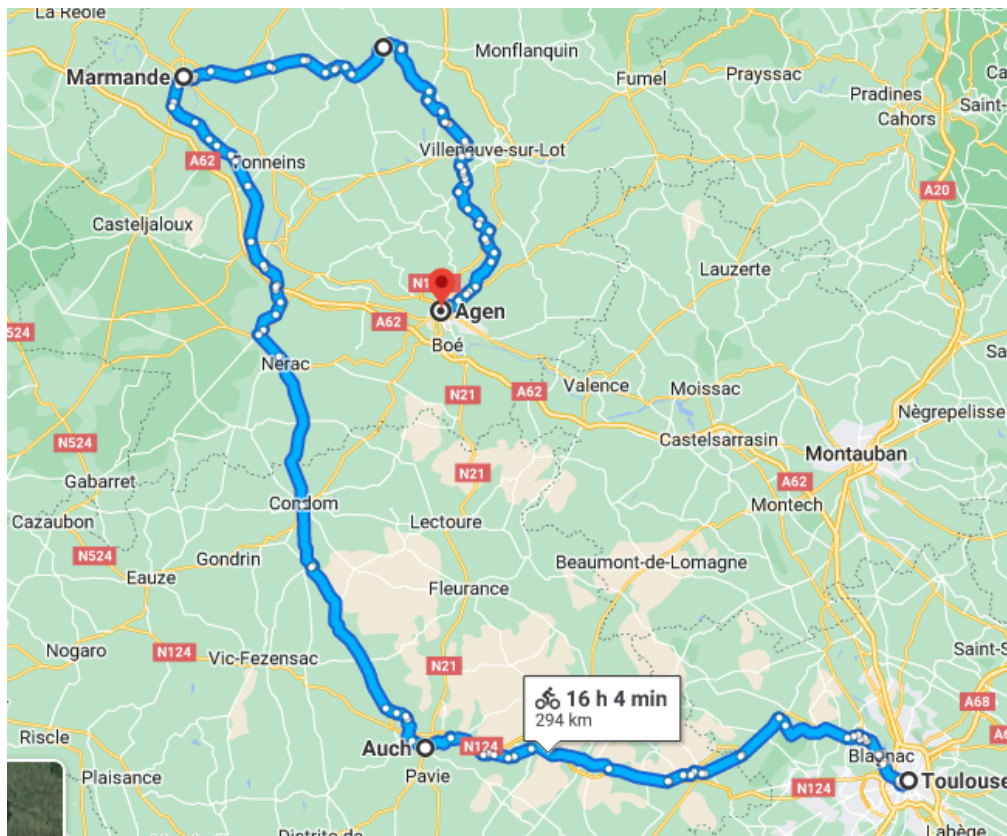 La Réole
Monflanquin
Marmande
Fumel
Prayssac
Pradines
Cahors
A62
Tonneins
Villeneuve-sur-Lot
A20
Casteljaloux
Lauzerte
Agen
A62
Boé
524
Nérac
N21
A62
Valence
Moissac
Nègrepelisse
N524
Castelsarrasin
Montauban
Gabarret
N21
A62
Condom
Montech
Cazaubon
Lectoure
N524
Gondrin
Beaumont-de-Lomagne
Eauze
Fleurance
Nogaro
N124
Vic-Fezensac
N21
16 h 4 min
294 km
A68
Riscle
Auch
N124
Blagnac
Plaisance
Pavie
N124
Toulouse
Labège